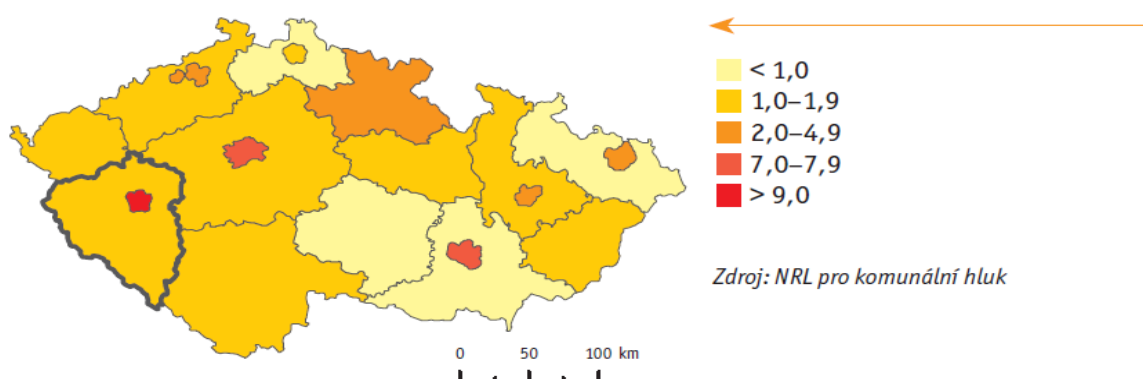 < 1,0
1,0–1,9
2,0–4,9
7,0–7,9
> 9,0
Zdroj: NRL pro komunální hluk
0 50 100 km